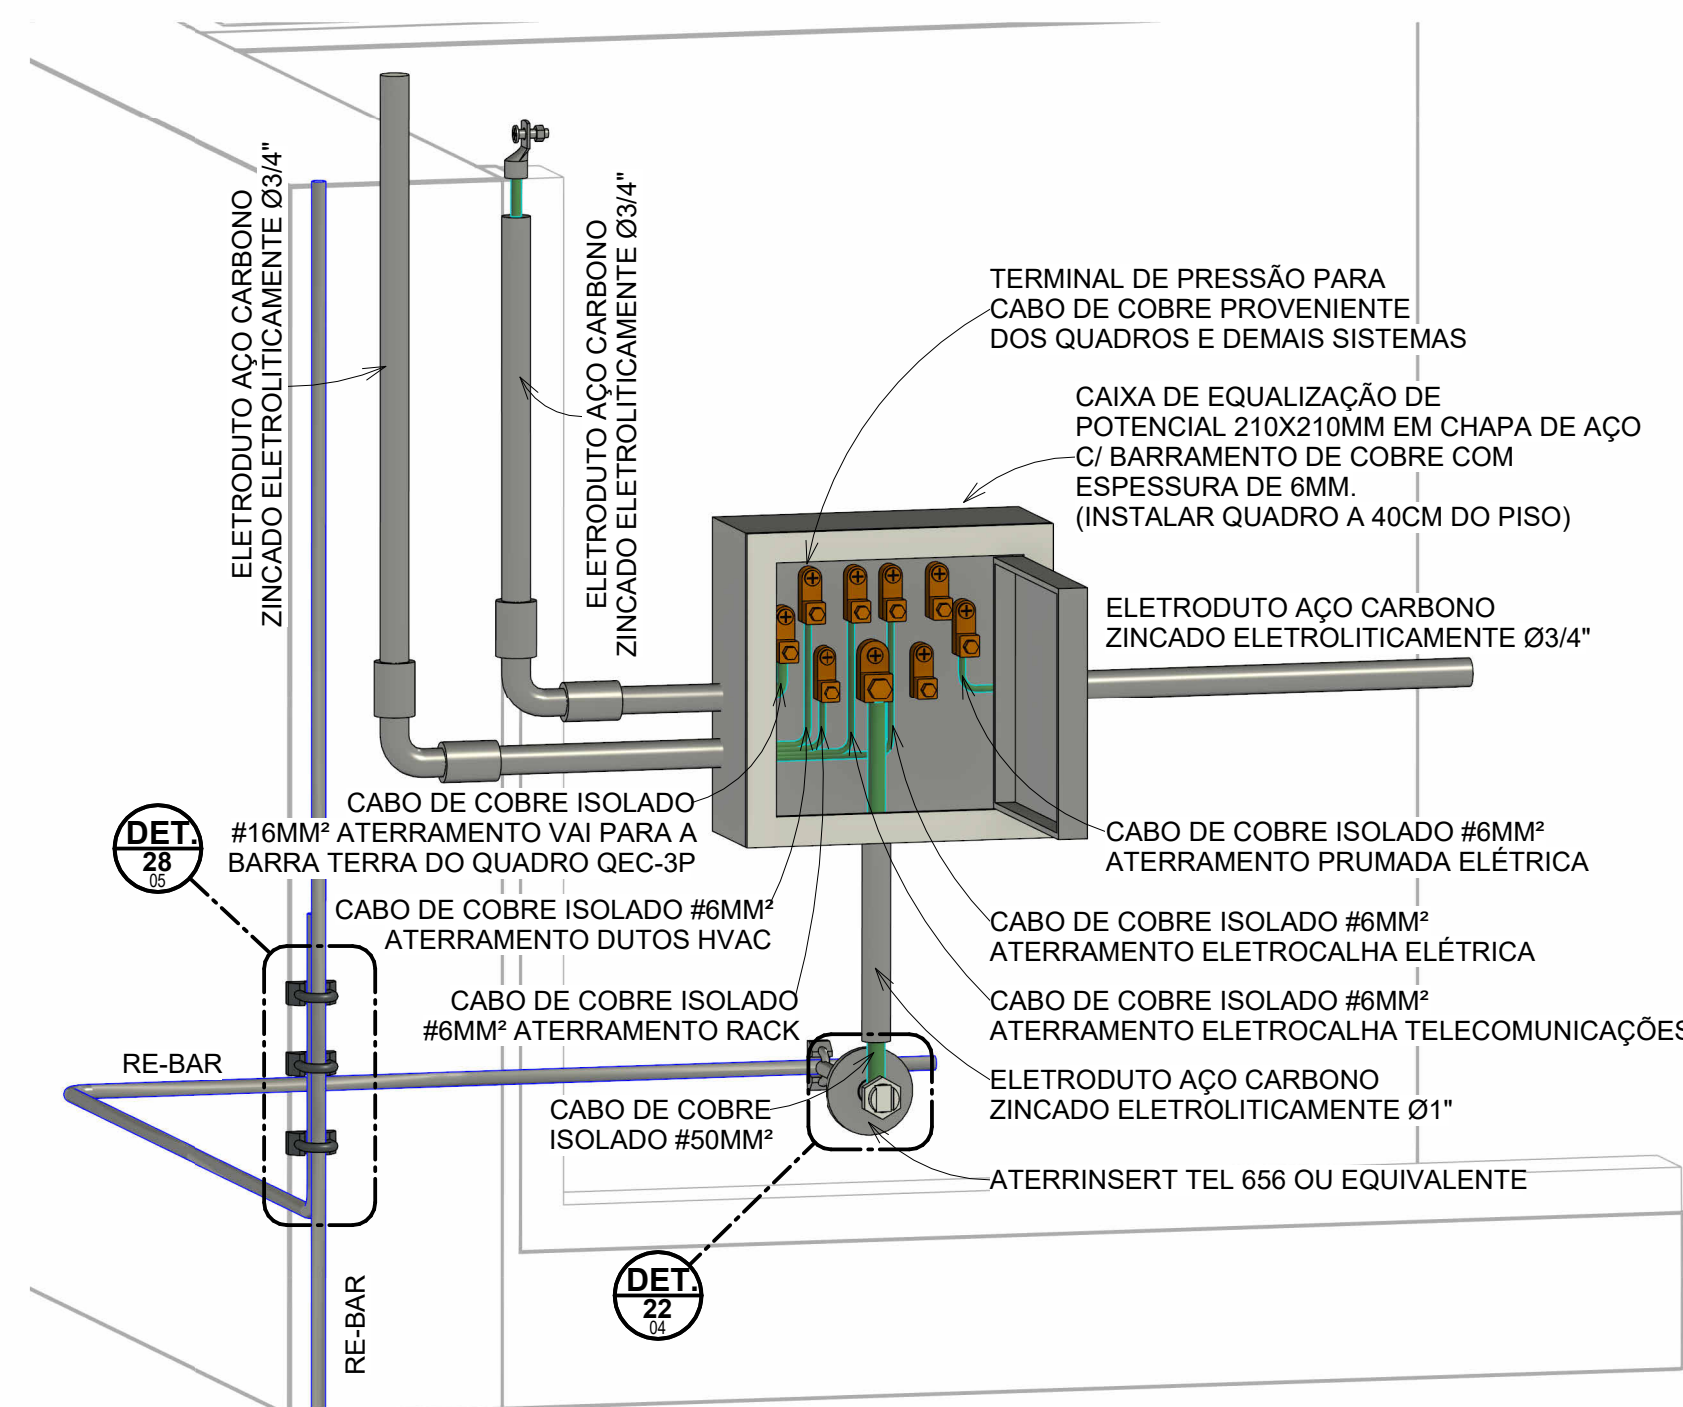 ELETRODUTO AÇO CARBONO
ZINCADO ELETROLITICAMENTE Ø3/4"
ELETRODUTO AÇO CARBONO
ZINCADO ELETROLITICAMENTE Ø3/4"
TERMINAL DE PRESSÃO PARA
CABO DE COBRE PROVENIENTE
DOS QUADROS E DEMAIS SISTEMAS
CAIXA DE EQUALIZAÇÃO DE
POTENCIAL 210X210MM EM CHAPA DE AÇO
C/ BARRAMENTO DE COBRE COM
ESPESSURA DE 6MM.
(INSTALAR QUADRO A 40CM DO PISO)
ELETRODUTO AÇO CARBONO
ZINCADO ELETROLITICAMENTE Ø3/4"
CABO DE COBRE ISOLADO
#16MM² ATERRAMENTO VAI PARA A
BARRA TERRA DO QUADRO QEC-3P
DET.
28
05
CABO DE COBRE ISOLADO #6MM²
ATERRAMENTO DUTOS HVAC
CABO DE COBRE ISOLADO
#6MM² ATERRAMENTO RACK
CABO DE COBRE ISOLADO #6MM²
ATERRAMENTO PRUMADA ELÉTRICA
CABO DE COBRE ISOLADO #6MM²
ATERRAMENTO ELETROCALHA ELÉTRICA
CABO DE COBRE ISOLADO #6MM²
ATERRAMENTO ELETROCALHA TELECOMUNICAÇÕES
RE-BAR
CABO DE COBRE
ISOLADO #50MM²
ELETRODUTO AÇO CARBONO
ZINCADO ELETROLITICAMENTE Ø1"
ATERRINSERT TEL 656 OU EQUIVALENTE
DET.
22
04
RE-BAR